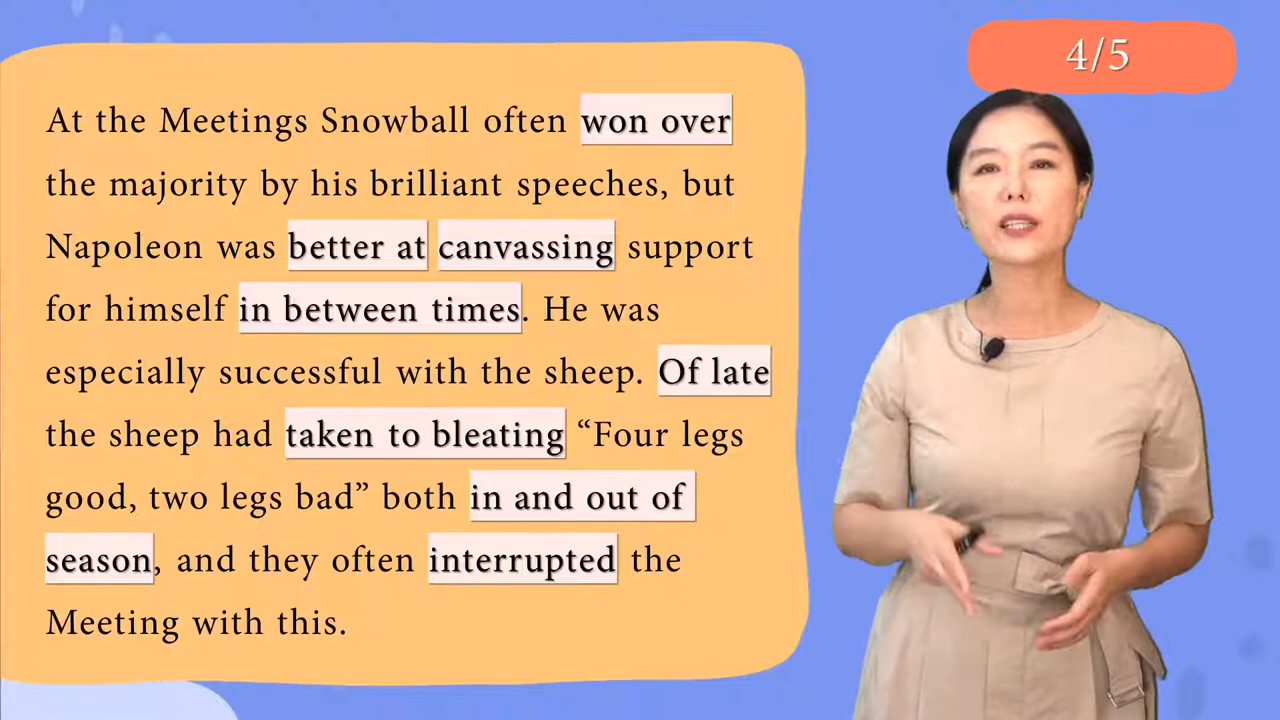 4/5
At the Meetings Snowball often won over
the majority by his brilliant speeches, but
Napoleon was better at canvassing support
for himself in between times. He was
especially successful with the sheep. Of late
the sheep had taken to bleating “Four legs
good, two legs bad” both in and out of
season, and they often interrupted the
Meeting with this.